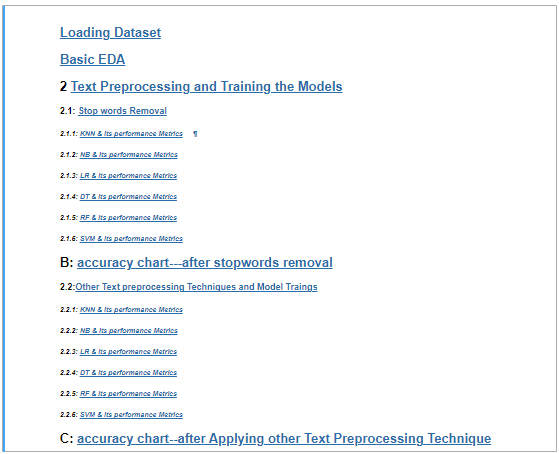 Loading Dataset
Basic EDA
2 Text Preprocessing and Training the Models
2.1: Stop words Removal
2.1.1: KNN & its performance Metrics ¶
2.1.2: NB & its performance Metrics
2.1.3: LR & its performance Metrics
2.1.4: DT & its performance Metrics
2.1.5: RF & its performance Metrics
2.1.6: SVM & its performance Metrics
B: accuracy chart---after stopwords removal
2.2:Other Text preprocessing Techniques and Model Traings
2.2.1: KNN & its performance Metrics
2.2.2: NB & its performance Metrics
2.2.3: LR & its performance Metrics
2.2.4: DT & its performance Metrics
2.2.5: RF & its performance Metrics
2.2.6: SVM & its performance Metrics
C: accuracy chart--after Applying other Text Preprocessing Technique